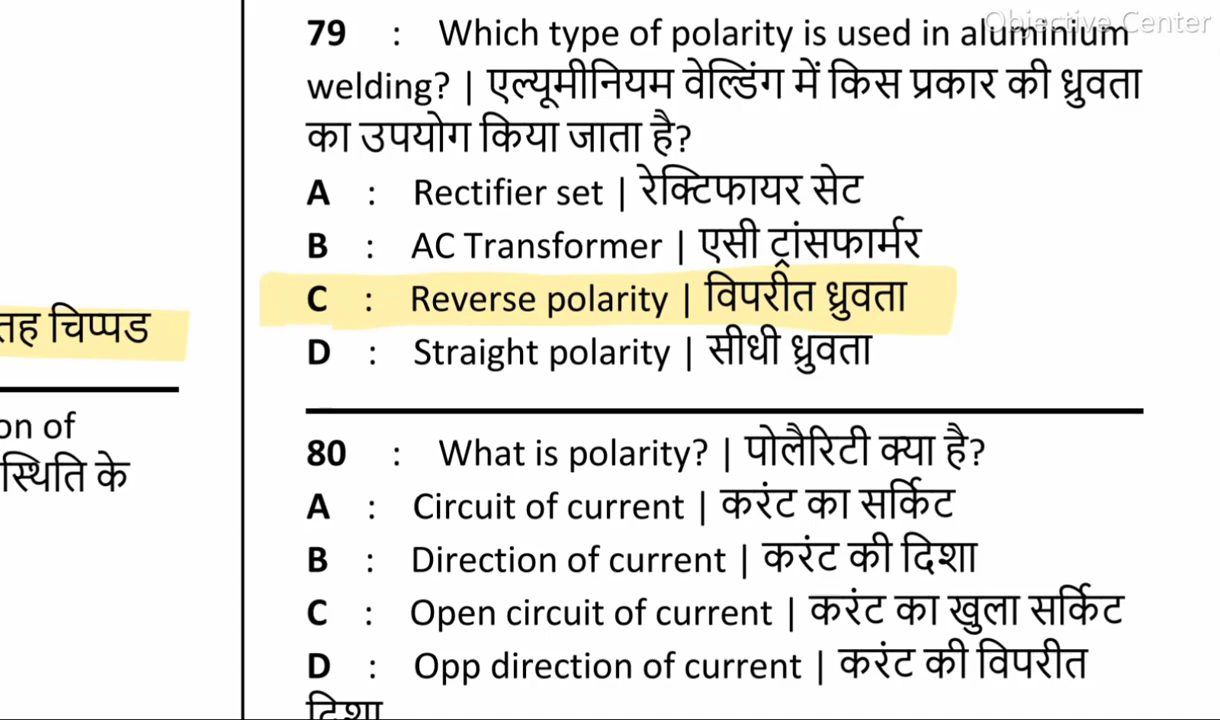 Objective Center
79 : Which type of polarity is used in aluminium
welding? | एल्यूमीनियम वेल्डिंग में किस प्रकार की ध्रुवता
का उपयोग किया जाता है?
A : Rectifier set | रेक्टिफायर सेट
B : AC Transformer | एसी ट्रांसफार्मर
C : Reverse polarity | विपरीत ध्रुवता
D : Straight polarity | सीधी ध्रुवता
तह चिप्पड
on of
स्थिति के
80 : What is polarity? | पोलैरिटी क्या है?
A : Circuit of current | करंट का सर्किट
B : Direction of current | करंट की दिशा
C : Open circuit of current | करंट का खुला सर्किट
D : Opp direction of current | करंट की विपरीत
दिशा